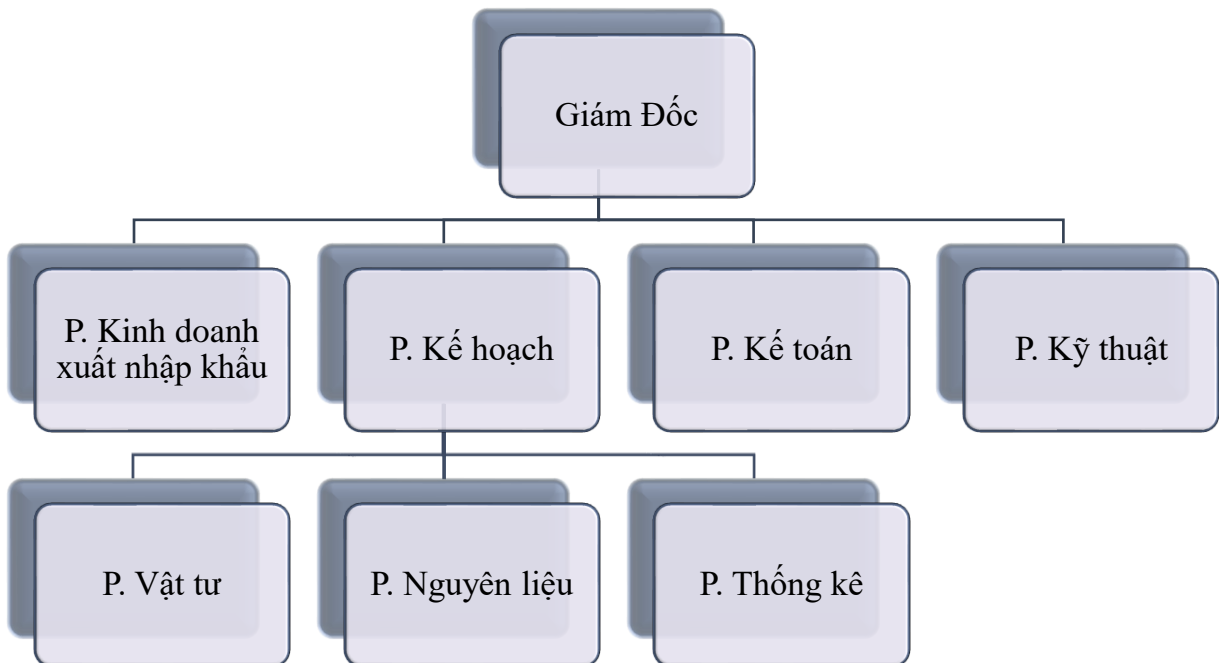 Giám Đốc
P. Kinh doanh
xuất nhập khẩu
P. Kế hoạch
P. Kế toán
P. Kỹ thuật
P. Vật tư
P. Nguyên liệu
P. Thống kê